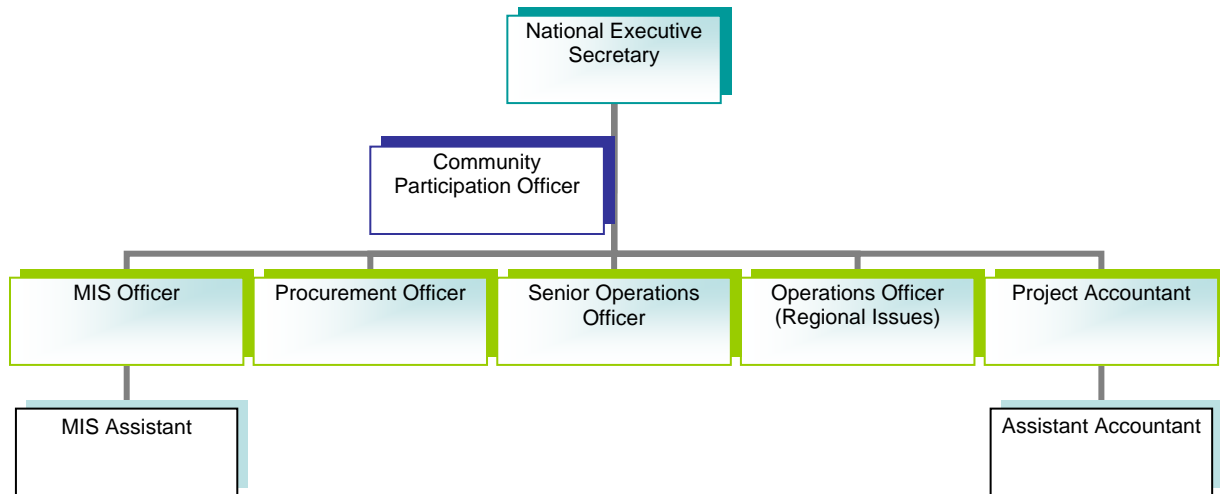 National Executive
Secretary
Community
Participation Officer
MIS Officer
Procurement Officer
Senior Operations
Officer
Operations Officer
(Regional Issues)
Project Accountant
MIS Assistant
Assistant Accountant